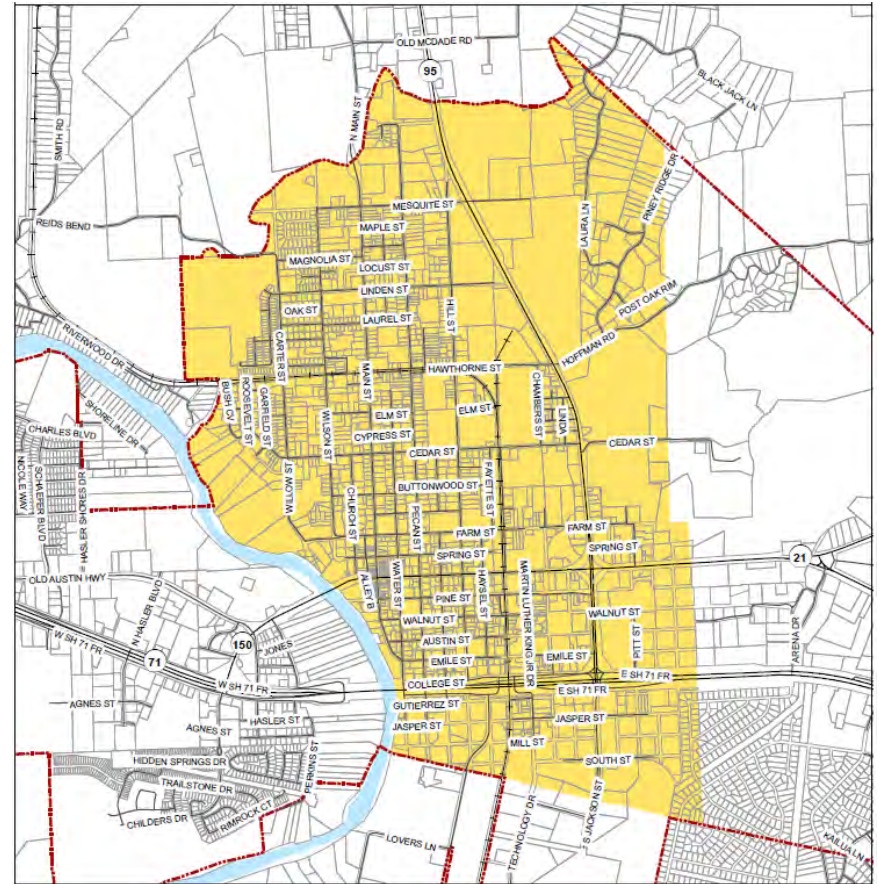 OLD MCDADE RD
95
BLACK JACK LN
N MAIN ST
SMITH RD
PINEY RIDGE DR
MESQUITE ST
REIDS BEND
MAPLE ST
LAURA LN
MAGNOLIA ST
LOCUST ST
LINDEN ST
POST OAK RIM
OAK ST
HILL ST
LAUREL ST
RIVERWOOD DR
CARTER ST
HOFFMAN RD
MAIN ST
HAWTHORNE ST
BUSH CV
ROOSEVELT ST
GARFIELD ST
CHAMBERS ST
LINDA
SHORELINE DR
WILSON ST
ELM ST
ELM ST
CHARLES BLVD
CYPRESS ST
CEDAR ST
CEDAR ST
NICOLE WAY
SCHAEFER BLVD
HASLER SHORES DR
WILLOW ST
FAYETTE ST
BUTTONWOOD ST
CHURCH ST
PECAN ST
FARM ST
FARM ST
SPRING ST
SPRING ST
21
OLD AUSTIN HWY
ALLEY B
WATER ST
HAYSEL ST
MARTIN LUTHER KING JR DR
PINE ST
N HASLER BLVD
WALNUT ST
WALNUT ST
PITT ST
ARENA DR
150
JONES
AUSTIN ST
W SH 71 FR
71
EMILE ST
EMILE ST
W SH 71 FR
COLLEGE ST
E SH 71 FR
E SH 71 FR
AGNES ST
GUTIERREZ ST
HASLER ST
JASPER ST
JASPER ST
AGNES ST
MILL ST
HIDDEN SPRINGS DR
PERKINS ST
SOUTH ST
TRAILSTONE DR
CHILDERS DR
RIMROCK CT
TECHNOLOGY DR
S JACKSON ST
LOVERS LN
KAILUA LN